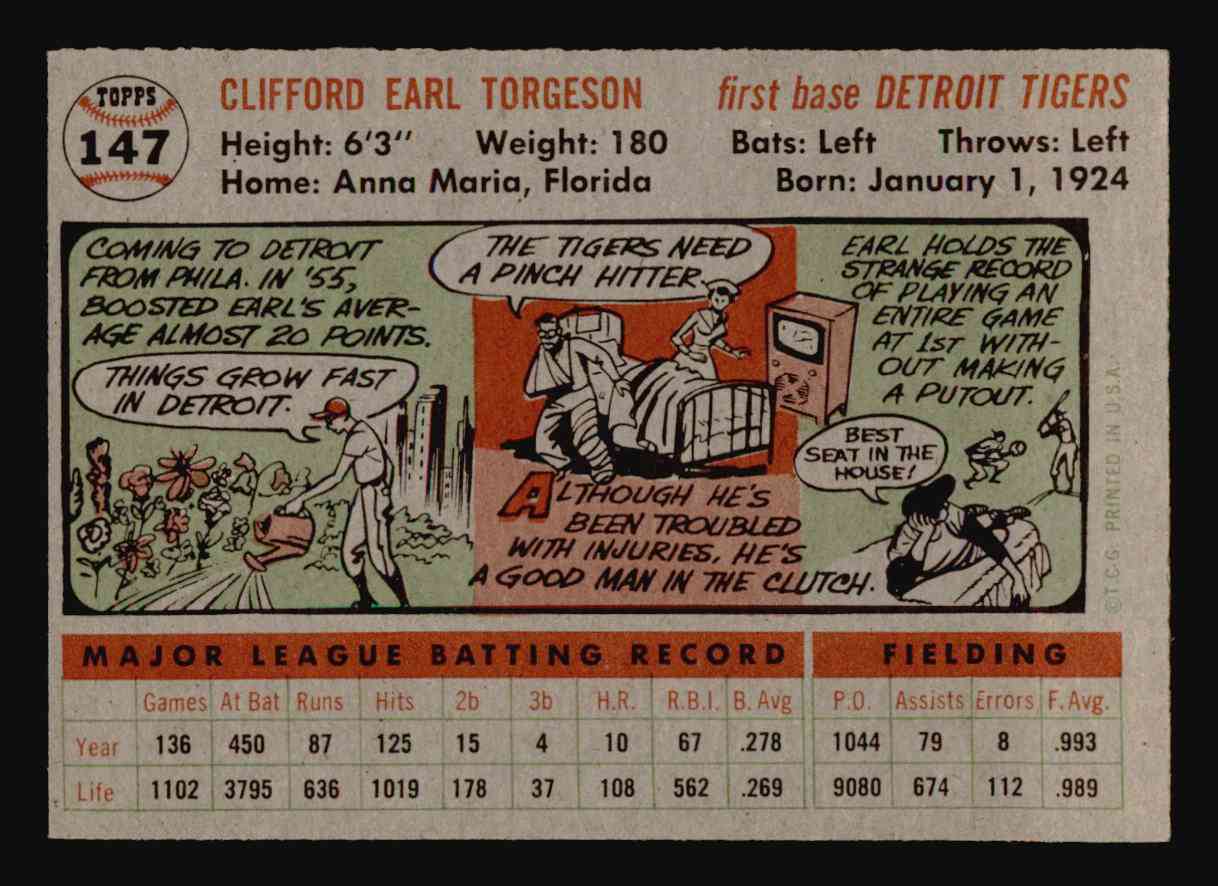 TOPPS
147
CLIFFORD EARL TORGESON first base DETROIT TIGERS
Height: 6'3" Weight: 180 Bats: Left Throws: Left
Home: Anna Maria, Florida Born: January 1, 1924
COMING TO DETROIT
FROM PHILA. IN '55,
BOOSTED EARL'S AVER-
AGE ALMOST 20 POINTS.
THINGS GROW FAST
IN DETROIT.
THE TIGERS NEED
A PINCH HITTER.
A'LTHOUGH HE'S
BEEN TROUBLED
WITH INJURIES, HE'S
A GOOD MAN IN THE CLUTCH.
EARL HOLDS THE
STRANGE RECORD
OF PLAYING AN
ENTIRE GAME
AT 1ST WITH-
OUT MAKING
A PUTOUT.
BEST
SEAT IN THE
HOUSE!
©T.C.G. PRINTED IN U.S.A.
MAJOR LEAGUE BATTING RECORD FIELDING
Games At Bat Runs Hits 2b 3b H.R. R.B.I. B. Avg P.O. Assists Errors F. Avg.
Year 136 450 87 125 15 4 10 67 .278 1044 79 8 .993
Life 1102 3795 636 1019 178 37 108 562 .269 9080 674 112 .989